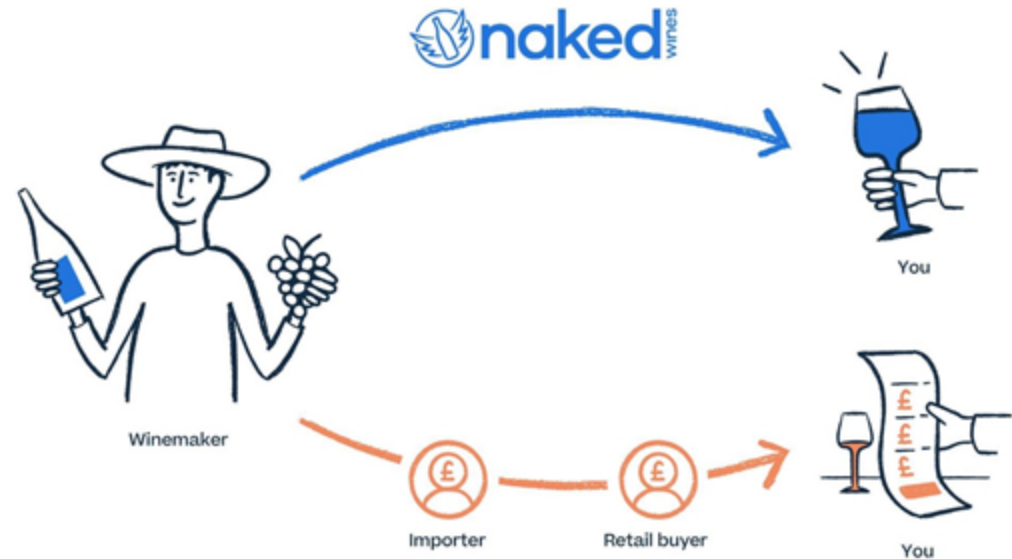 naked
wines
You
Winemaker
£
£
£
£
£
Importer
Retail buyer
You